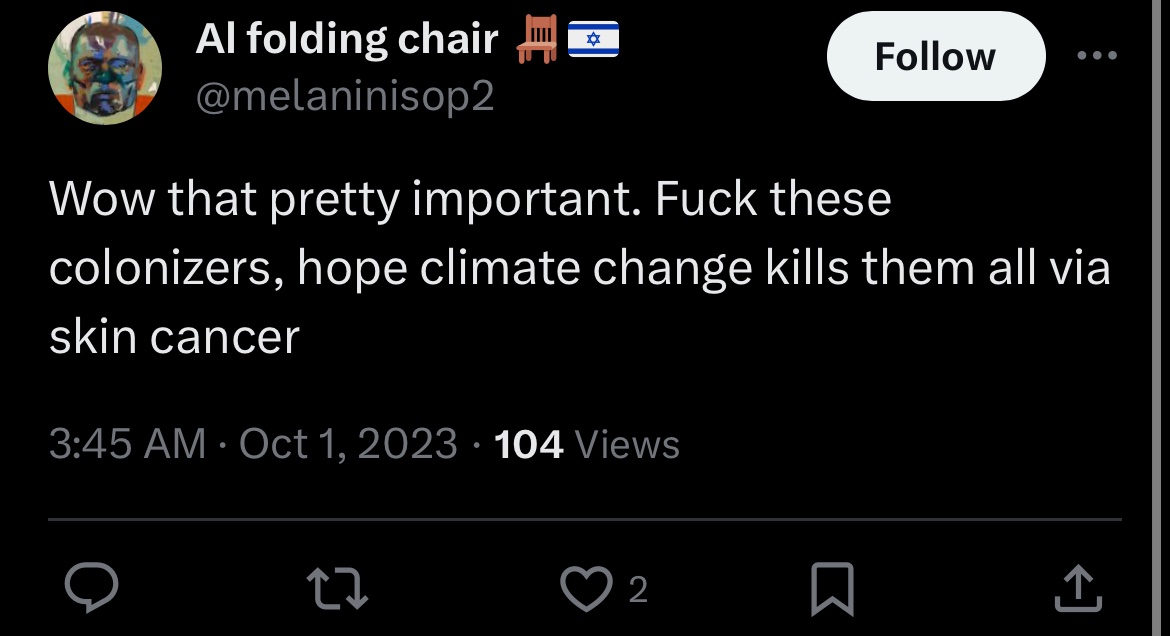 Al folding chair 🪑🇮🇱
@melaninisop2
Follow
Wow that pretty important. Fuck these
colonizers, hope climate change kills them all via
skin cancer
3:45 AM · Oct 1, 2023 · 104 Views
2